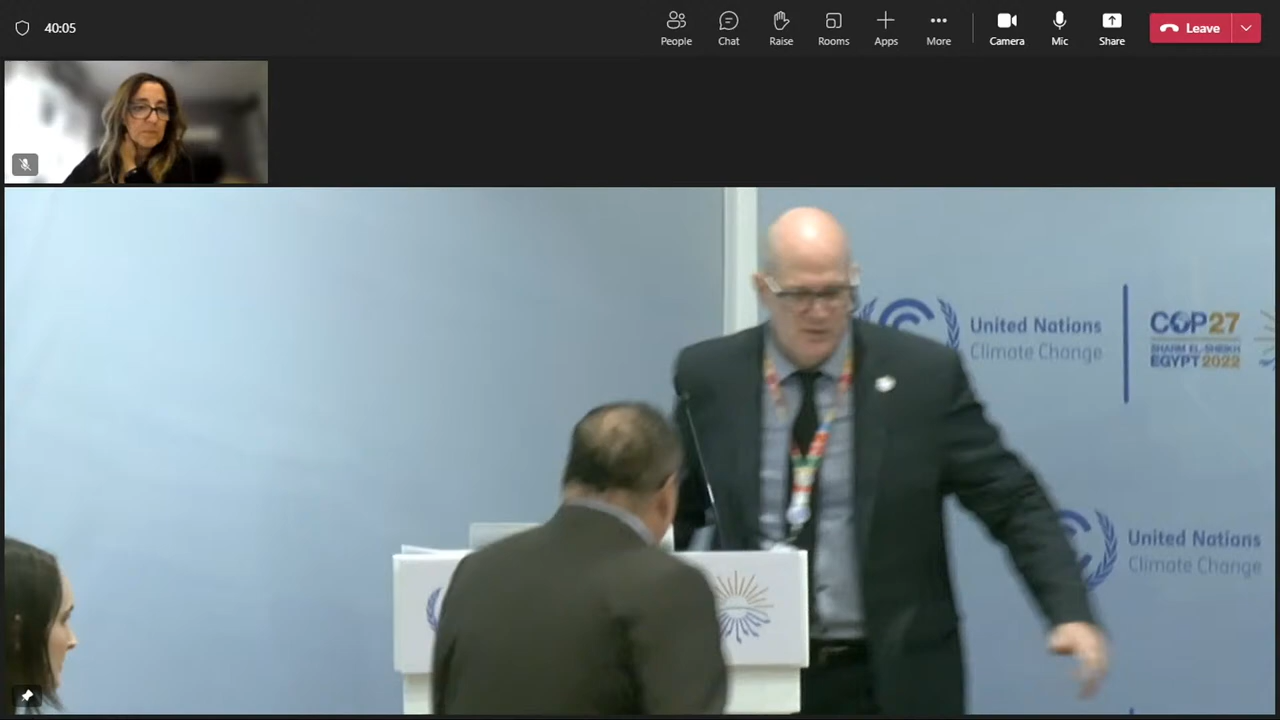 40:05
People
Chat
Raise
Rooms
Apps
More
Camera
Mic
Share
Leave
United Nations
Climate Change
COP27
SHARM EL-SHEIKH
EGYPT 2022
United Nations
Climate Change